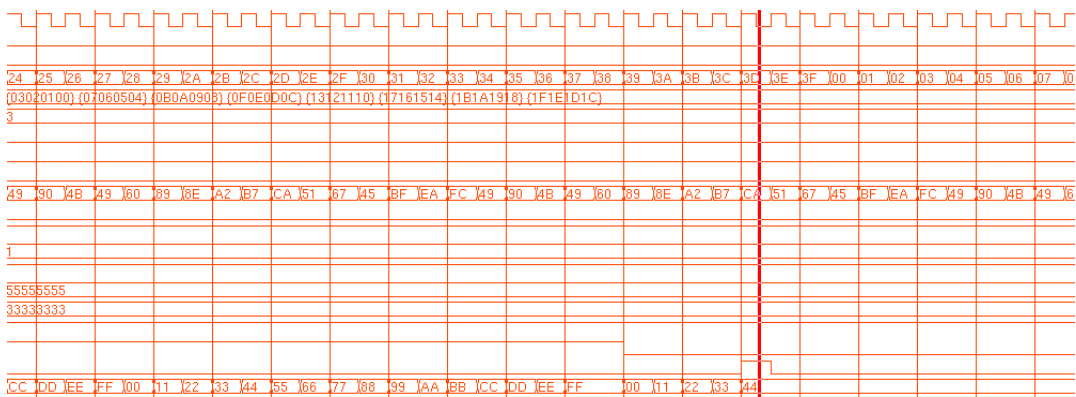 24 25 26 27 28 29 2A 2B 2C 2D 2E 2F 30 31 32 33 34 35 36 37 38 39 3A 3B 3C 3D 3E 3F 00 01 02 03 04 05 06 07
{03020100} {07060504} {0B0A0908} {0F0E0D0C} {13121110} {17161514} {1B1A1918} {1F1E1D1C}
3
49 90 4B 49 60 89 8E A2 B7 CA 51 67 45 BF EA FC 49 90 4B 49 60 89 8E A2 B7 CA 51 67 45 BF EA FC 49 90 4B 49
1
55555555
33333333
CC DD EE FF 00 11 22 33 44 55 66 77 88 99 AA BB CC DD EE FF 00 11 22 33 44